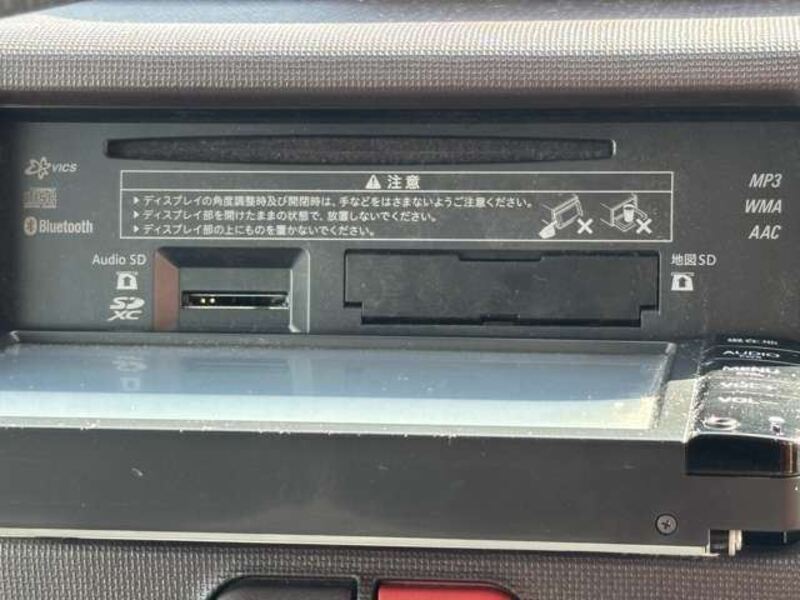 VICS
Bluetooth
注意
▶ディスプレイの角度調整時及び開閉時は、手などをはさまないようご注意ください。
▶ディスプレイ部を開けたままの状態で、放置しないでください。
▶ディスプレイ部の上にものを置かないでください。
MP3
WMA
AAC
Audio SD
SD
XC
地図SD
AUDIO
MENU
VOL